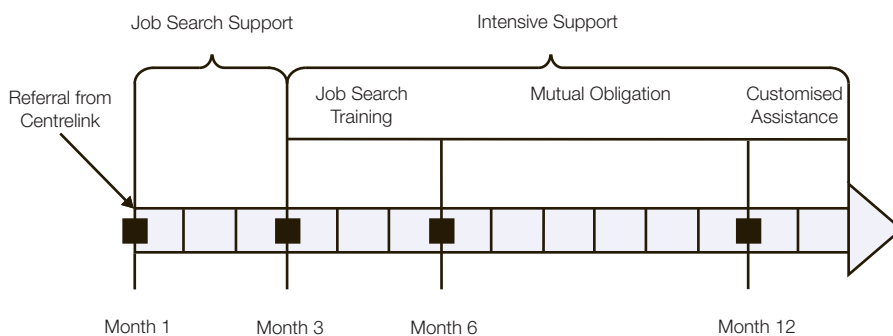 Job Search Support
Intensive Support
Referral from
Centrelink
Job Search
Training
Mutual Obligation
Customised
Assistance
Month 1
Month 3
Month 6
Month 12